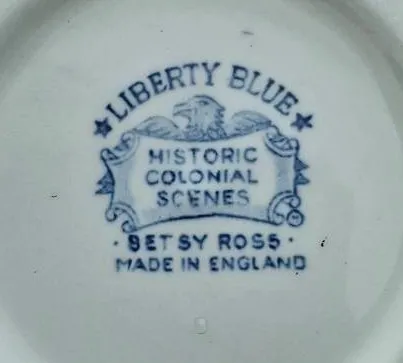 ★ LIBERTY BLUE ★
HISTORIC
COLONIAL
SCENES
· BETSY ROSS ·
MADE IN ENGLAND